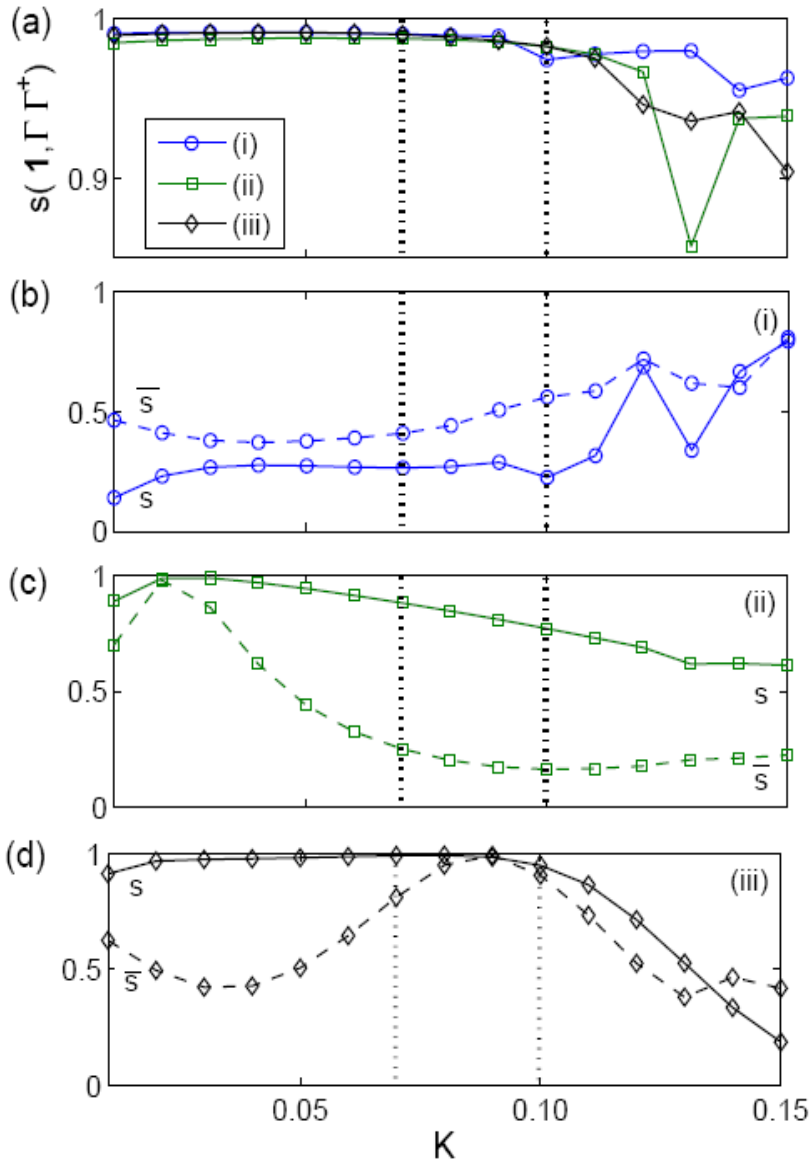 (a)
1
s( 1, Γ Γ⁺)
(i)
(ii)
(iii)
0.9
(b)
1
(i)
s̅
0.5
s
0
(c)
1
(ii)
0.5
s
s̅
0
(d)
1
(iii)
s
0.5
s̅
0
0.05 0.10 0.15
K